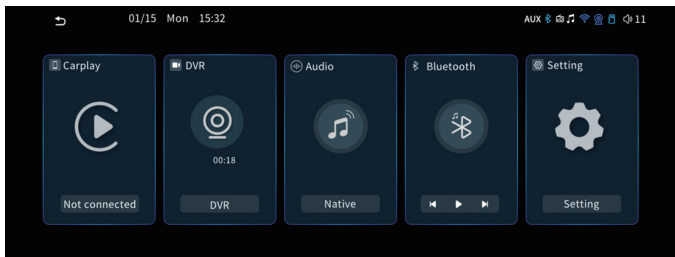 01/15 Mon 15:32
AUX 11
Carplay
DVR
Audio
Bluetooth
Setting
00:18
Not connected
DVR
Native
Setting